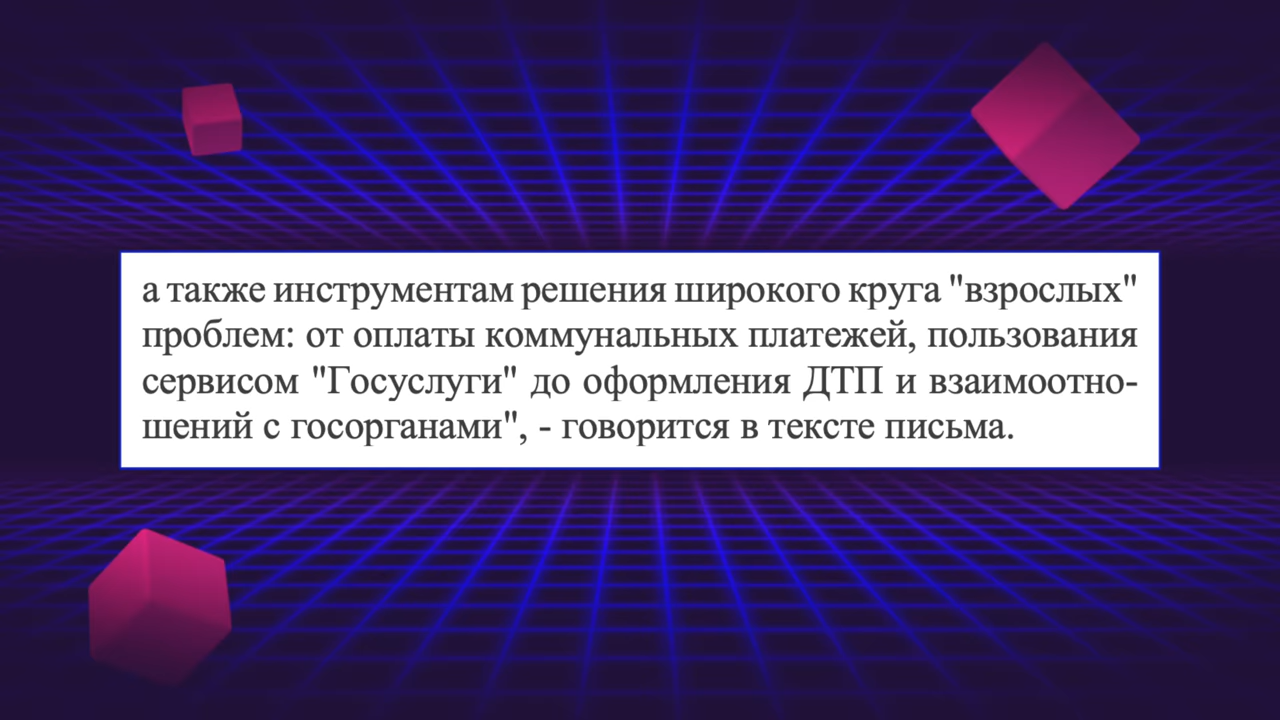 а также инструментам решения широкого круга "взрослых"
проблем: от оплаты коммунальных платежей, пользования
сервисом "Госуслуги" до оформления ДТП и взаимоотно-
шений с госорганами", - говорится в тексте письма.